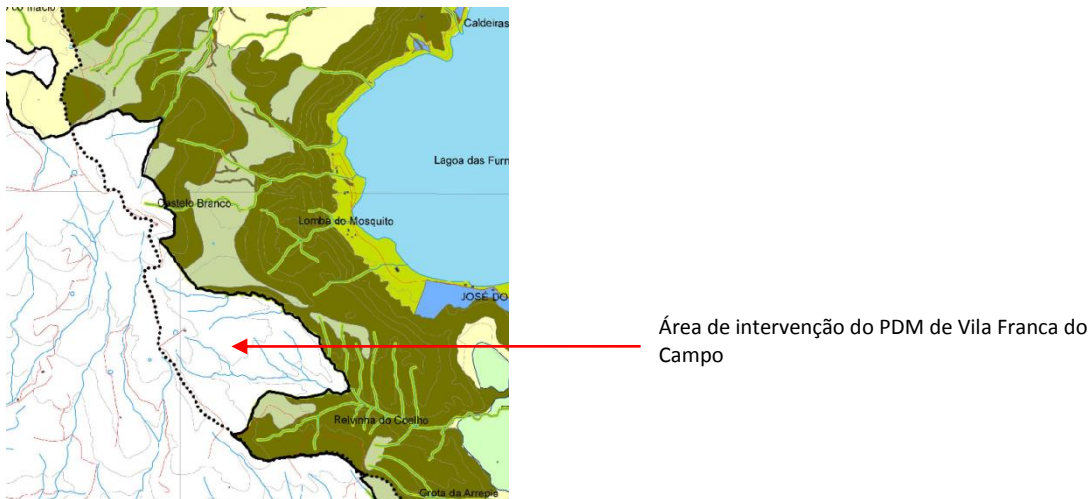 Caldeiras
Lagoa das Furn
Castelo Branco
Lomba do Mosquito
JOSÉ DO
Área de intervenção do PDM de Vila Franca do
Campo
Relvinha do Coelho
Grota da Arrepia